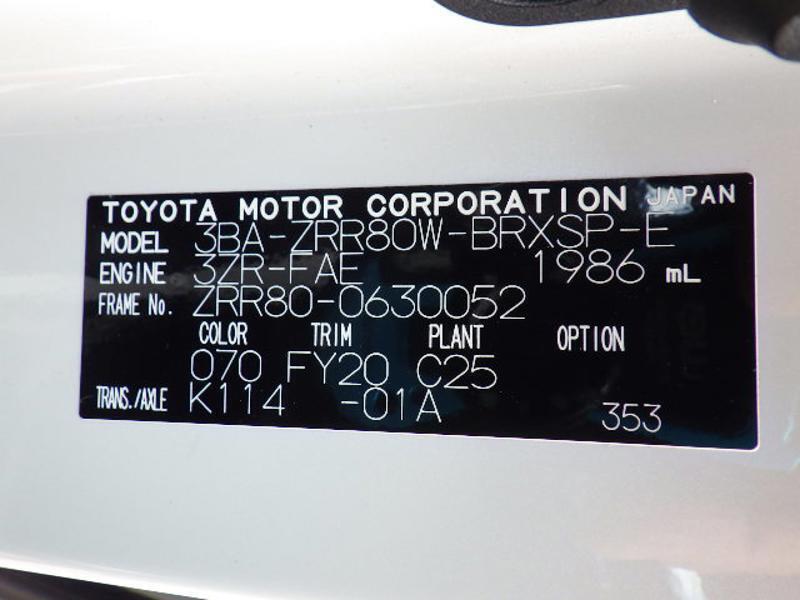 TOYOTA MOTOR CORPORATION JAPAN
MODEL 3BA-ZRR80W-BRXSP-E
ENGINE 3ZR-FAE 1986 mL
FRAME No. ZRR80-0630052
COLOR TRIM PLANT OPTION
070 FY20 C25
TRANS./AXLE K114 -01A 353